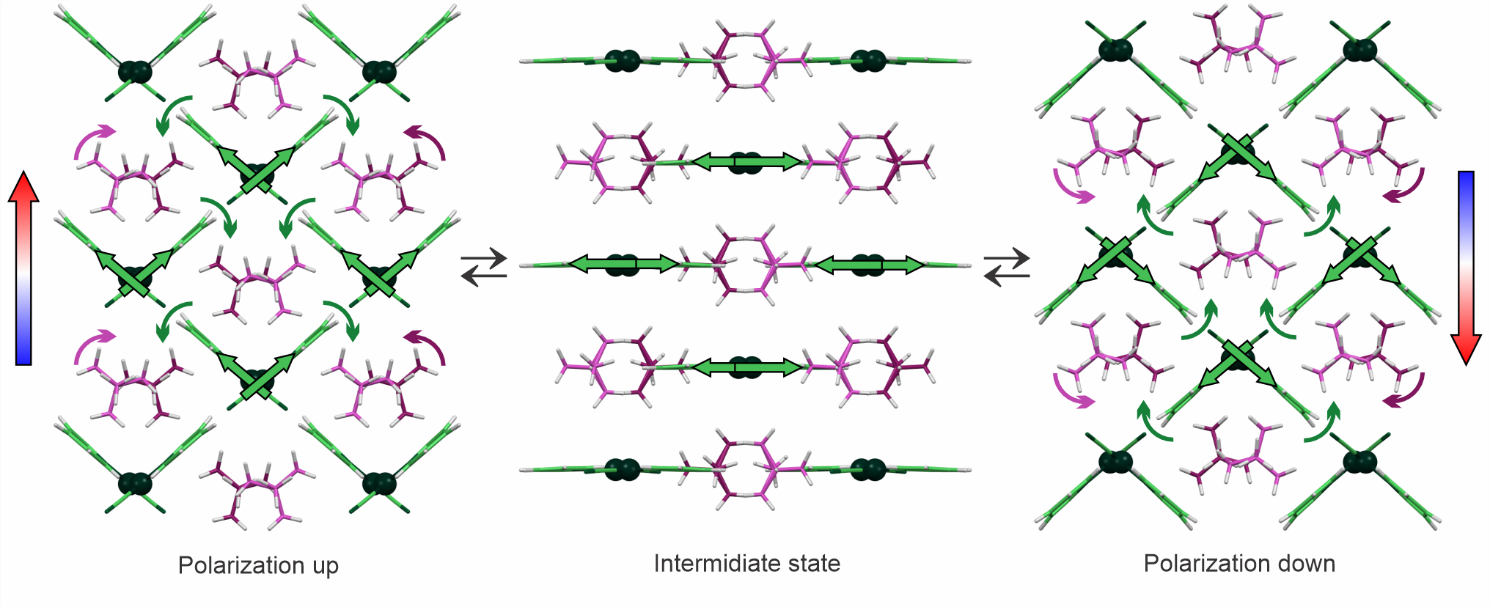 Polarization up
Intermidiate state
Polarization down